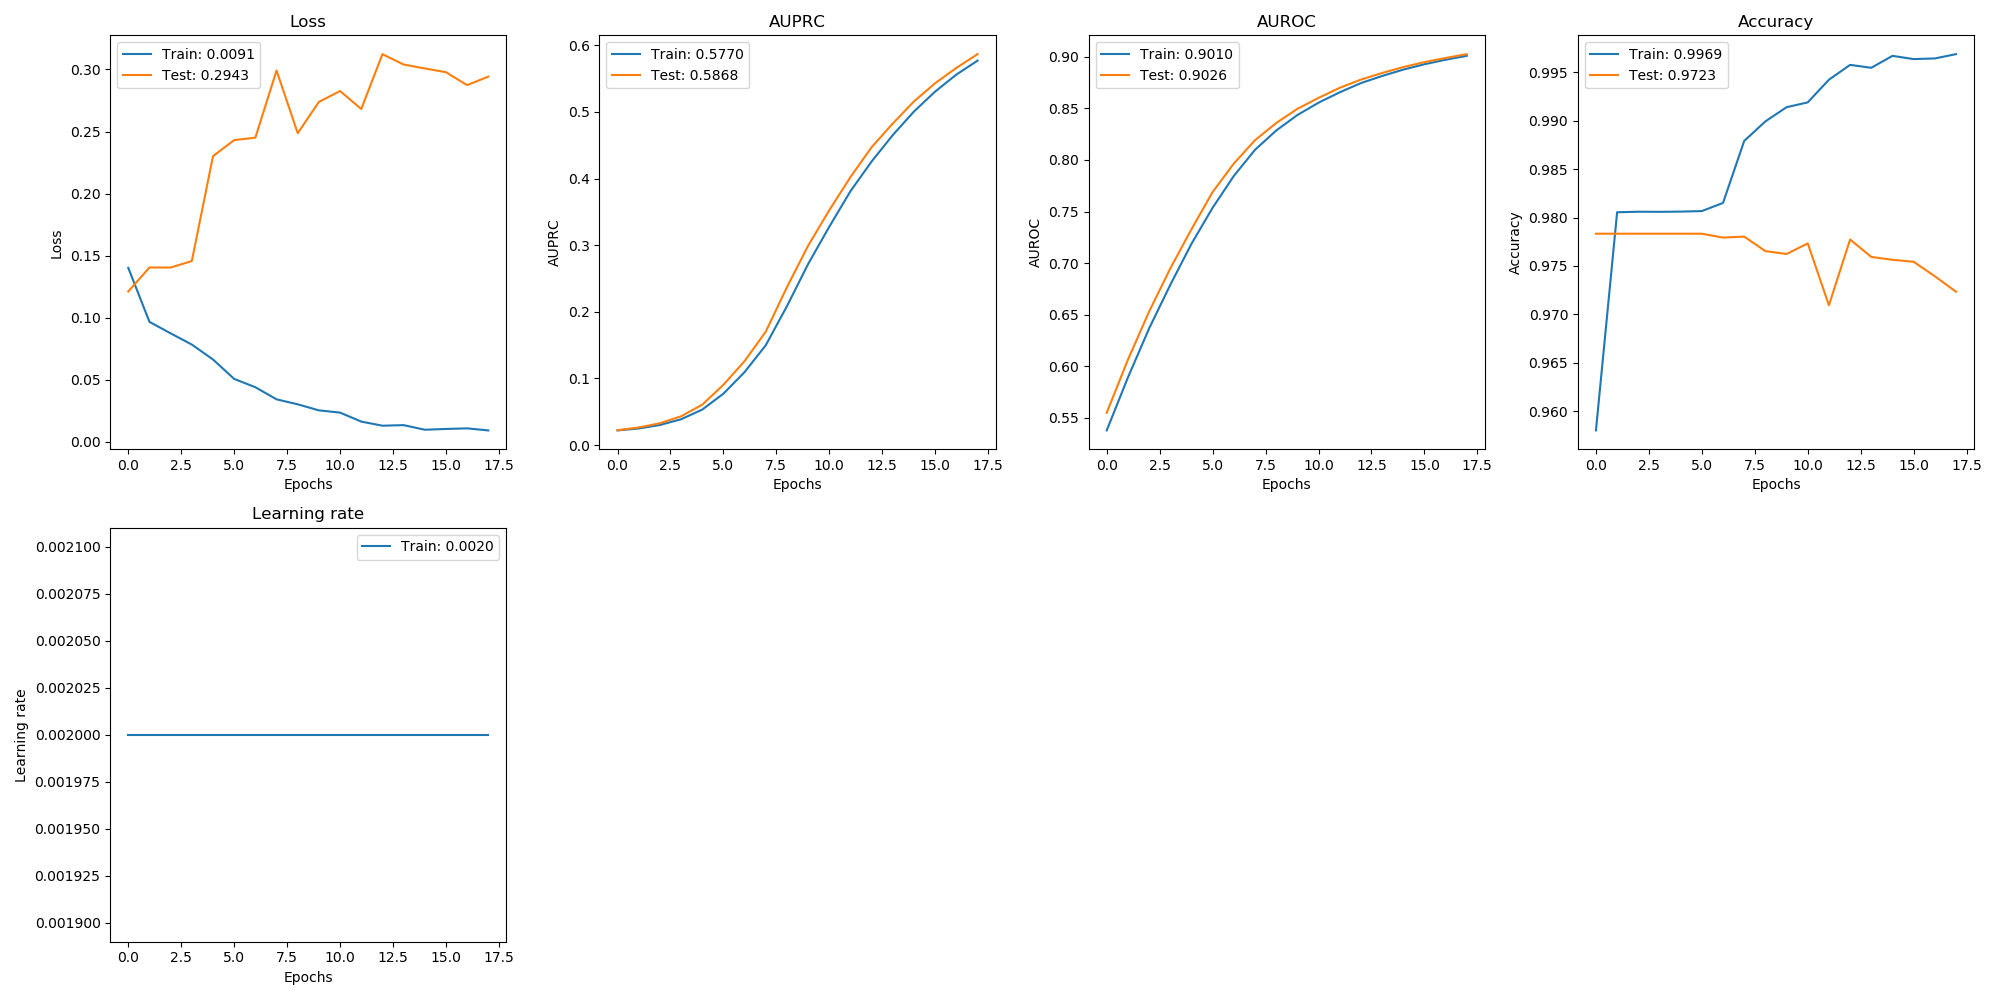 Loss
Train: 0.0091
Test: 0.2943
0.30
0.25
0.20
0.15
0.10
0.05
0.00
Loss
0.0 2.5 5.0 7.5 10.0 12.5 15.0 17.5
Epochs
AUPRC
Train: 0.5770
Test: 0.5868
0.6
0.5
0.4
0.3
0.2
0.1
0.0
AUPRC
0.0 2.5 5.0 7.5 10.0 12.5 15.0 17.5
Epochs
AUROC
Train: 0.9010
Test: 0.9026
0.90
0.85
0.80
0.75
0.70
0.65
0.60
0.55
AUROC
0.0 2.5 5.0 7.5 10.0 12.5 15.0 17.5
Epochs
Accuracy
Train: 0.9969
Test: 0.9723
0.995
0.990
0.985
0.980
0.975
0.970
0.965
0.960
Accuracy
0.0 2.5 5.0 7.5 10.0 12.5 15.0 17.5
Epochs
Learning rate
Train: 0.0020
0.002100
0.002075
0.002050
0.002025
0.002000
0.001975
0.001950
0.001925
0.001900
Learning rate
0.0 2.5 5.0 7.5 10.0 12.5 15.0 17.5
Epochs